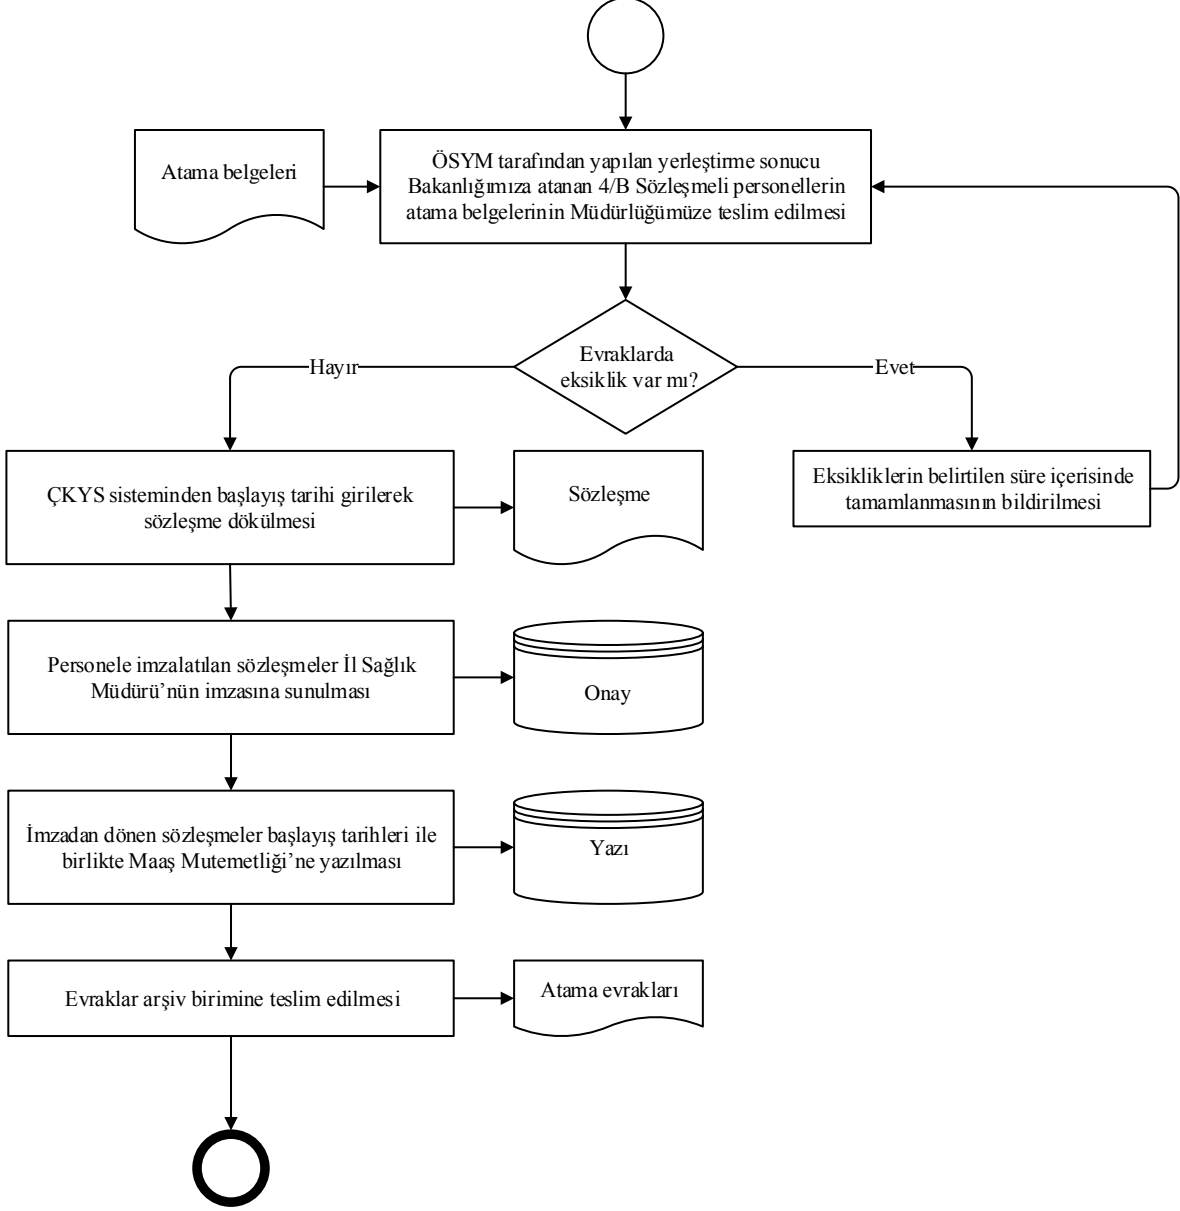 Atama belgeleri
ÖSYM tarafından yapılan yerleştirme sonucu
Bakanlığımıza atanan 4/B Sözleşmeli personellerin
atama belgelerinin Müdürlüğümüze teslim edilmesi
Evraklarda
eksiklik var mı?
Hayır
Evet
ÇKYS sisteminden başlayış tarihi girilerek
sözleşme dökülmesi
Sözleşme
Eksikliklerin belirtilen süre içerisinde
tamamlanmasının bildirilmesi
Personele imzalatılan sözleşmeler İl Sağlık
Müdürü’nün imzasına sunulması
Onay
İmzadan dönen sözleşmeler başlayış tarihleri ile
birlikte Maaş Mutemetliği’ne yazılması
Yazı
Evraklar arşiv birimine teslim edilmesi
Atama evrakları